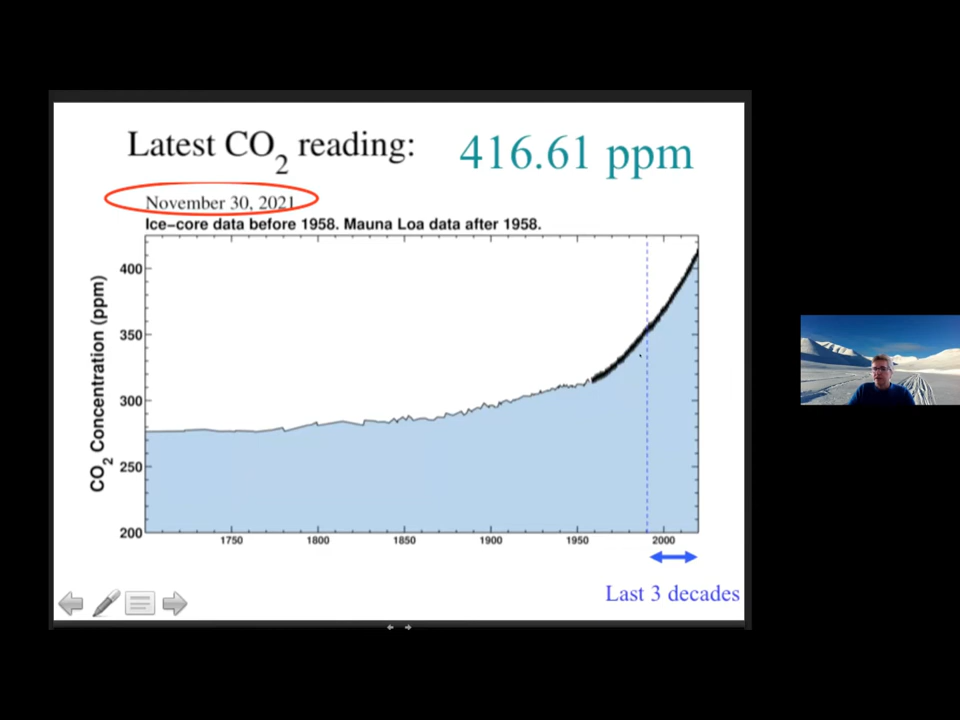 Latest CO2 reading: 416.61 ppm
November 30, 2021
Ice-core data before 1958. Mauna Loa data after 1958.
CO2 Concentration (ppm)
400
350
300
250
200
1750 1800 1850 1900 1950 2000
Last 3 decades